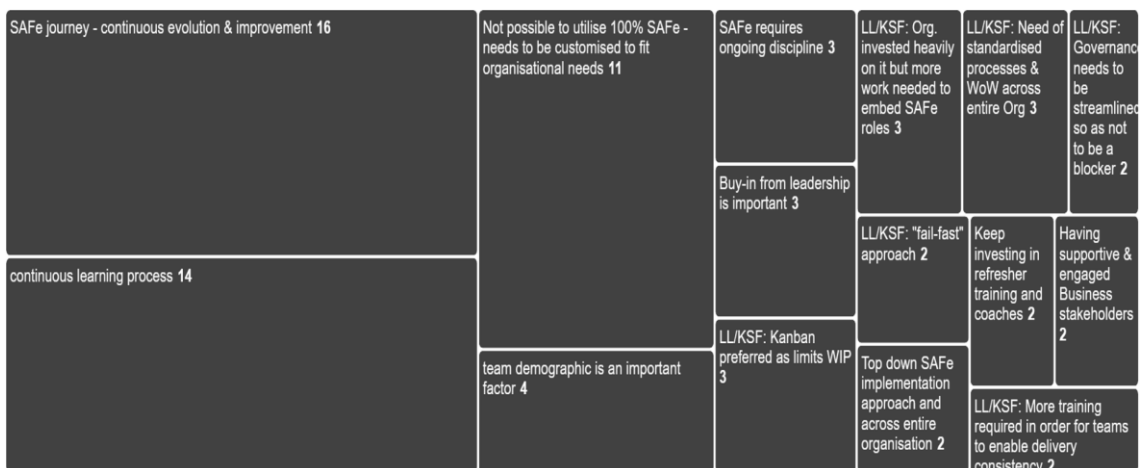 SAFe journey - continuous evolution & improvement 16
continuous learning process 14
Not possible to utilise 100% SAFe -
needs to be customised to fit
organisational needs 11
team demographic is an important
factor 4
SAFe requires
ongoing discipline 3
Buy-in from leadership
is important 3
LL/KSF: Kanban
preferred as limits WIP
3
LL/KSF: Org.
invested heavily
on it but more
work needed to
embed SAFe
roles 3
LL/KSF: Need of
standardised
processes &
WoW across
entire Org 3
LL/KSF:
Governanc
needs to
be
streamlined
so as not
to be a
blocker 2
LL/KSF: "fail-fast"
approach 2
Keep
investing in
refresher
training and
coaches 2
Having
supportive &
engaged
Business
stakeholders
2
Top down SAFe
implementation
approach and
across entire
organisation 2
LL/KSF: More training
required in order for teams
to enable delivery
consistency 2